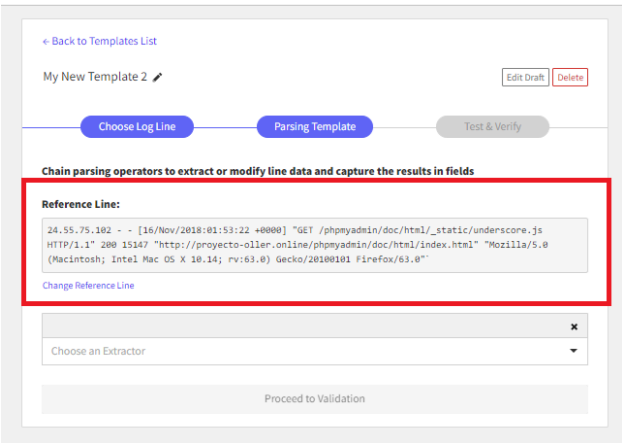 ← Back to Templates List
My New Template 2
Edit Draft
Delete
Choose Log Line
Parsing Template
Test & Verify
Chain parsing operators to extract or modify line data and capture the results in fields
Reference Line:
24.55.75.102 - - [16/Nov/2018:01:53:22 +0000] "GET /phpmyadmin/doc/html/_static/underscore.js
HTTP/1.1" 200 15147 "http://proyecto-oller.online/phpmyadmin/doc/html/index.html" "Mozilla/5.0
(Macintosh; Intel Mac OS X 10.14; rv:63.0) Gecko/20100101 Firefox/63.0"`
Change Reference Line
Choose an Extractor
Proceed to Validation